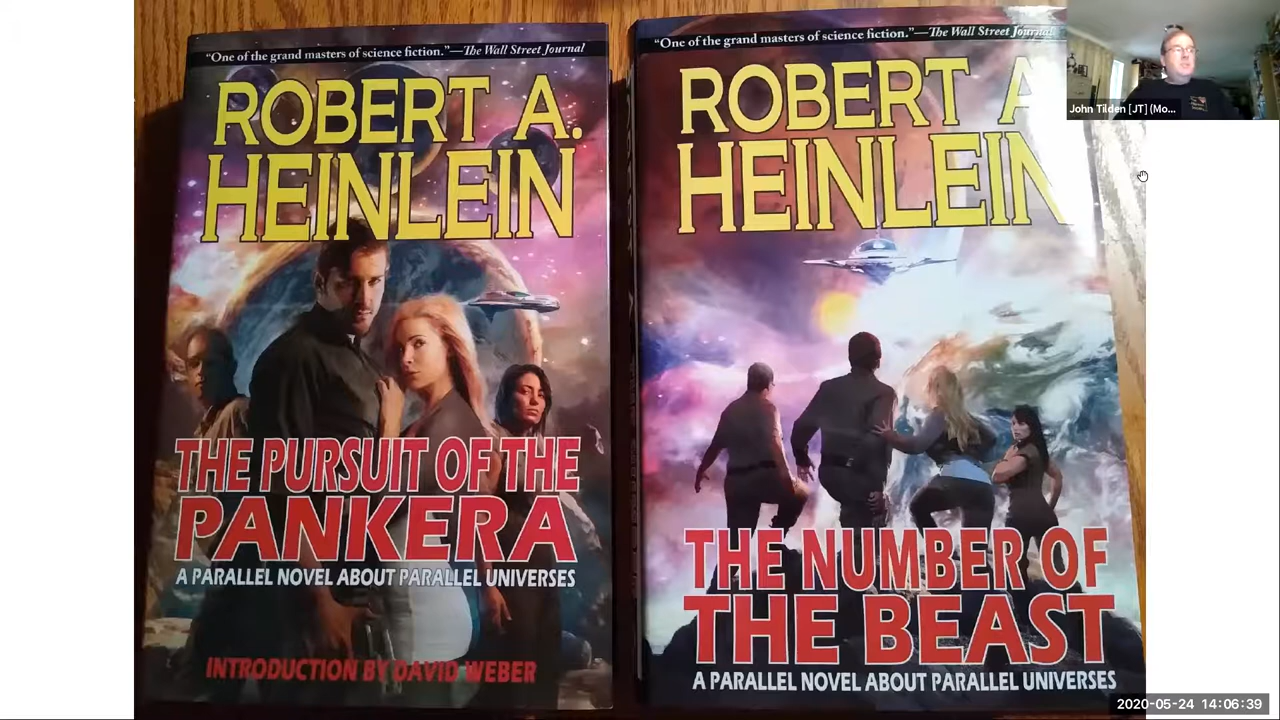 "One of the grand masters of science fiction."—The Wall Street Journal
ROBERT A.
HEINLEIN
THE PURSUIT OF THE
PANKERA
A PARALLEL NOVEL ABOUT PARALLEL UNIVERSES
INTRODUCTION BY DAVID WEBER
"One of the grand masters of science fiction."—The Wall Street Journal
ROBERT A
HEINLEIN
THE NUMBER OF
THE BEAST
A PARALLEL NOVEL ABOUT PARALLEL UNIVERSES
John Tilden [JT] (Mo...
2020-05-24 14:06:39